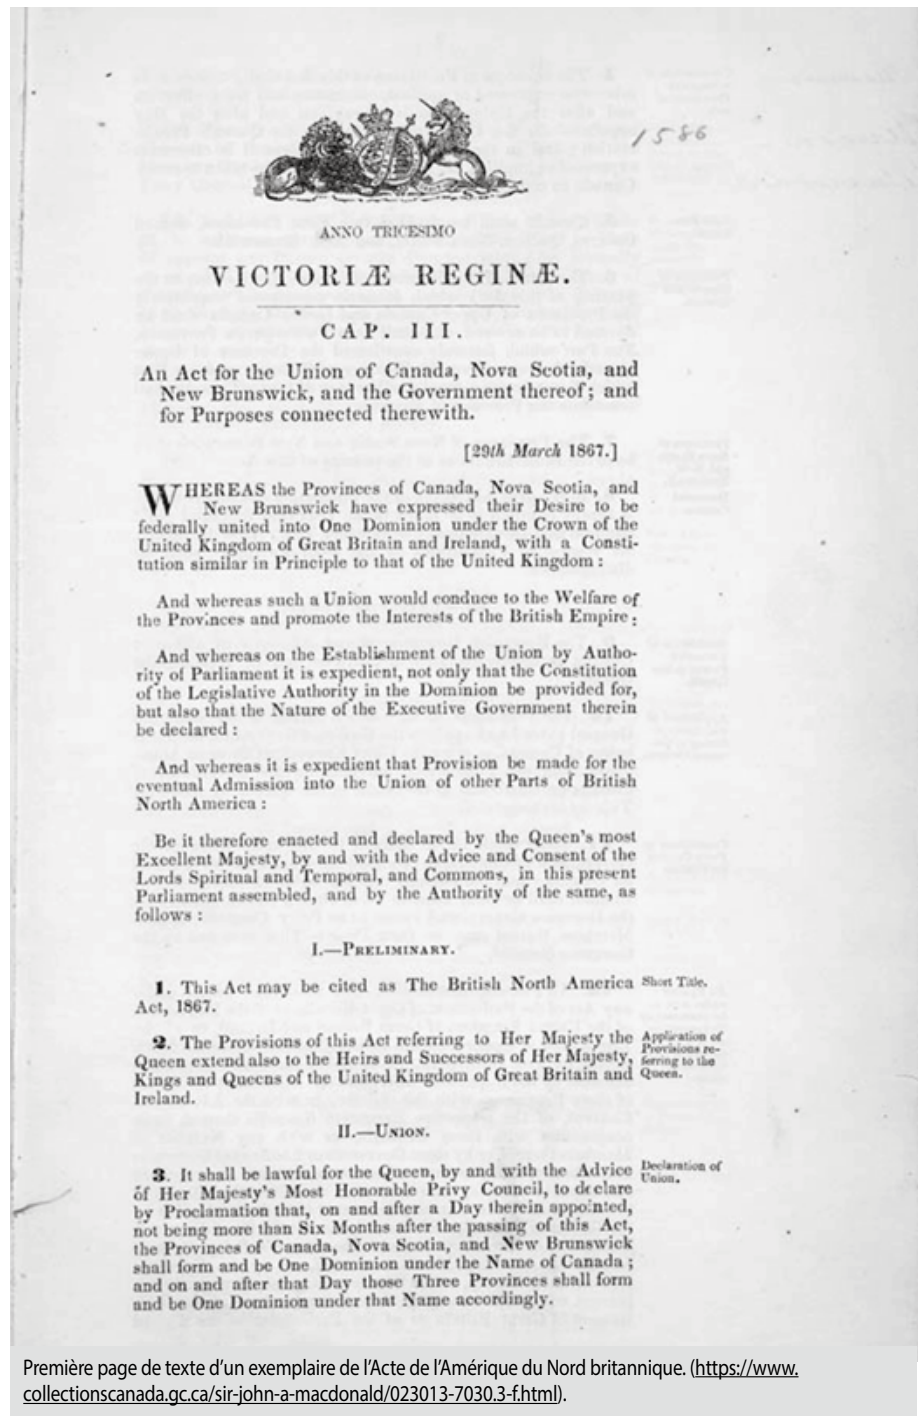 1586
ANNO TRICESIMO
VICTORIÆ REGINÆ.
CAP. III.
An Act for the Union of Canada, Nova Scotia, and
New Brunswick, and the Government thereof; and
for Purposes connected therewith.
[29th March 1867.]
WHEREAS the Provinces of Canada, Nova Scotia, and
New Brunswick have expressed their Desire to be
federally united into One Dominion under the Crown of the
United Kingdom of Great Britain and Ireland, with a Consti-
tution similar in Principle to that of the United Kingdom :
And whereas such a Union would conduce to the Welfare of
the Provinces and promote the Interests of the British Empire :
And whereas on the Establishment of the Union by Autho-
rity of Parliament it is expedient, not only that the Constitution
of the Legislative Authority in the Dominion be provided for,
but also that the Nature of the Executive Government therein
be declared :
And whereas it is expedient that Provision be made for the
eventual Admission into the Union of other Parts of British
North America :
Be it therefore enacted and declared by the Queen's most
Excellent Majesty, by and with the Advice and Consent of the
Lords Spiritual and Temporal, and Commons, in this present
Parliament assembled, and by the Authority of the same, as
follows :
I.—PRELIMINARY.
1. This Act may be cited as The British North America
Act, 1867.
Short Title.
2. The Provisions of this Act referring to Her Majesty the
Queen extend also to the Heirs and Successors of Her Majesty,
Kings and Queens of the United Kingdom of Great Britain and
Ireland.
Application of
Provisions re-
ferring to the
Queen.
II.—UNION.
3. It shall be lawful for the Queen, by and with the Advice
of Her Majesty's Most Honorable Privy Council, to declare
by Proclamation that, on and after a Day therein appointed,
not being more than Six Months after the passing of this Act,
the Provinces of Canada, Nova Scotia, and New Brunswick
shall form and be One Dominion under the Name of Canada ;
and on and after that Day those Three Provinces shall form
and be One Dominion under that Name accordingly.
Declaration of
Union.
Première page de texte d'un exemplaire de l'Acte de l'Amérique du Nord britannique. (https://www.
collectionscanada.gc.ca/sir-john-a-macdonald/023013-7030.3-f.html).